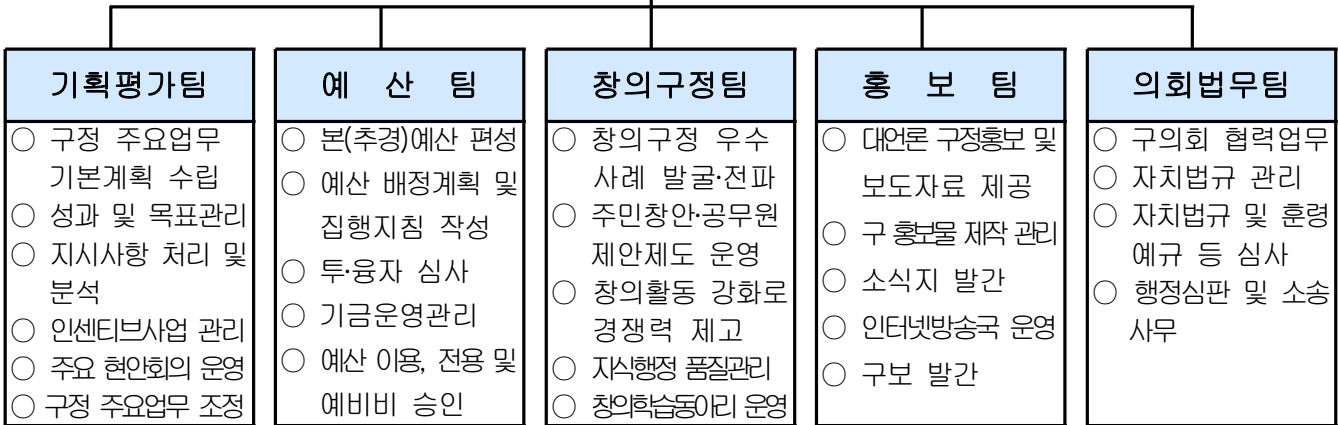 기획평가팀
○ 구정 주요업무
기본계획 수립
○ 성과 및 목표관리
○ 지시사항 처리 및
분석
○ 인센티브사업 관리
○ 주요 현안회의 운영
○ 구정 주요업무 조정
예 산 팀
○ 본(추경)예산 편성
○ 예산 배정계획 및
집행지침 작성
○ 투·융자 심사
○ 기금운영관리
○ 예산 이용, 전용 및
예비비 승인
창의구정팀
○ 창의구정 우수
사례 발굴·전파
○ 주민창안·공무원
제안제도 운영
○ 창의활동 강화로
경쟁력 제고
○ 지식행정 품질관리
○ 창의학습동아리 운영
홍 보 팀
○ 대언론 구정홍보 및
보도자료 제공
○ 구 홍보물 제작 관리
○ 소식지 발간
○ 인터넷방송국 운영
○ 구보 발간
의회법무팀
○ 구의회 협력업무
○ 자치법규 관리
○ 자치법규 및 훈령
예규 등 심사
○ 행정심판 및 소송
사무